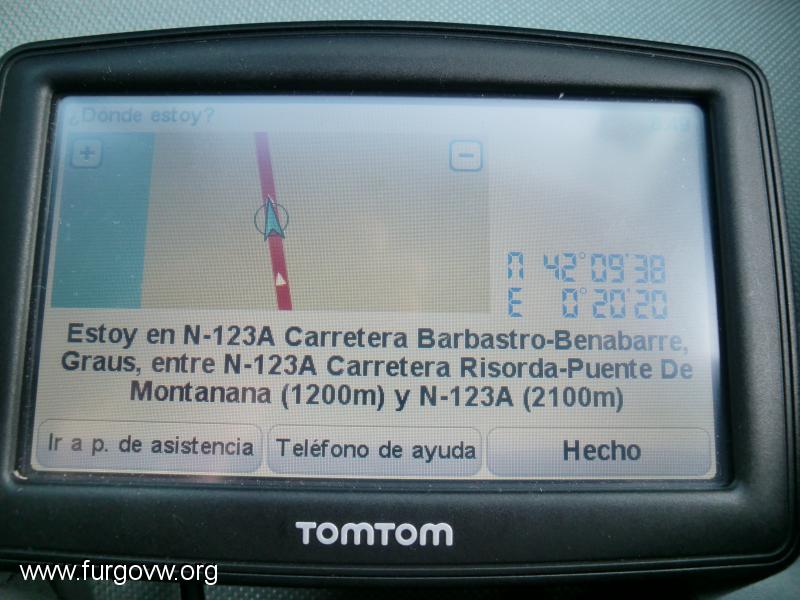 ¿Donde estoy?
+
−
N 42°09'38
E 0°20'20
Estoy en N-123A Carretera Barbastro-Benabarre,
Graus, entre N-123A Carretera Risorda-Puente De
Montanana (1200m) y N-123A (2100m)
Ir a p. de asistencia
Teléfono de ayuda
Hecho
TOMTOM
www.furgovw.org